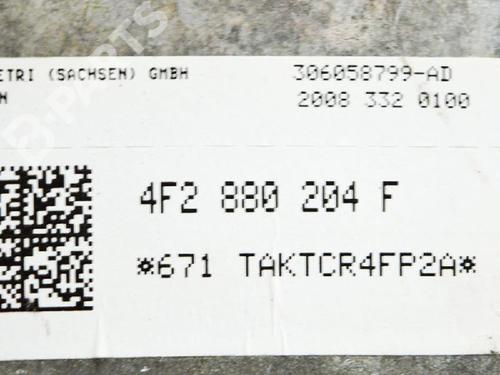 ETRI (SACHSEN) GMBH
N
306058799-AD
2008 332 0100
4F2 880 204 F
*671 TAKTCR4FP2A*
B-PARTS